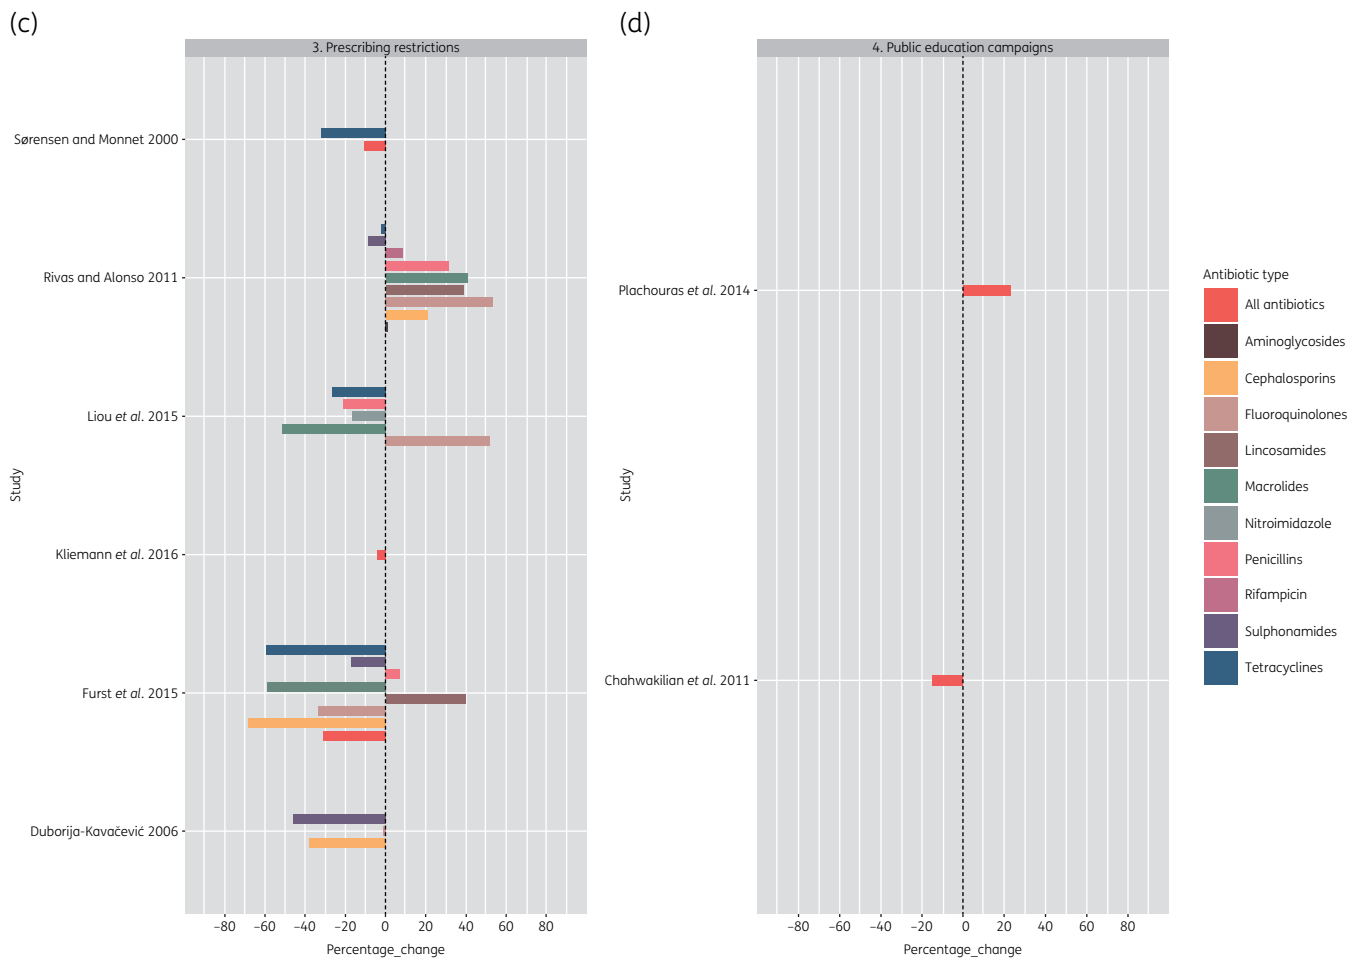 (c)
3. Prescribing restrictions
Sørensen and Monnet 2000
Rivas and Alonso 2011
Liou et al. 2015
Kliemann et al. 2016
Furst et al. 2015
Duborija-Kavačević 2006
Study
−80 −60 −40 −20 0 20 40 60 80
Percentage_change
(d)
4. Public education campaigns
Plachouras et al. 2014
Chahwakilian et al. 2011
Study
−80 −60 −40 −20 0 20 40 60 80
Percentage_change
Antibiotic type
All antibiotics
Aminoglycosides
Cephalosporins
Fluoroquinolones
Lincosamides
Macrolides
Nitroimidazole
Penicillins
Rifampicin
Sulphonamides
Tetracyclines